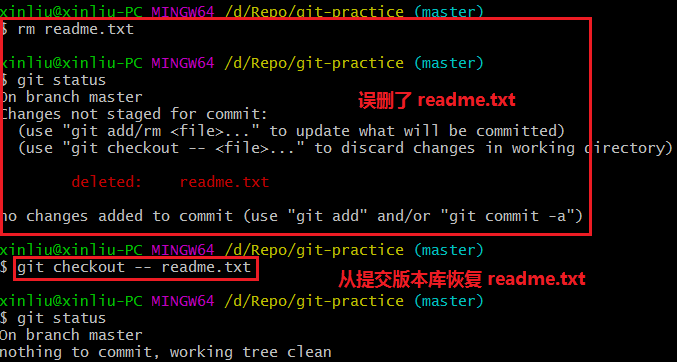 xinliu@xinliu-PC MINGW64 /d/Repo/git-practice (master)
$ rm readme.txt
xinliu@xinliu-PC MINGW64 /d/Repo/git-practice (master)
$ git status
On branch master
Changes not staged for commit:
误删了 readme.txt
(use "git add/rm <file>..." to update what will be committed)
(use "git checkout -- <file>..." to discard changes in working directory)
deleted: readme.txt
no changes added to commit (use "git add" and/or "git commit -a")
xinliu@xinliu-PC MINGW64 /d/Repo/git-practice (master)
$ git checkout -- readme.txt
从提交版本库恢复 readme.txt
xinliu@xinliu-PC MINGW64 /d/Repo/git-practice (master)
$ git status
On branch master
nothing to commit, working tree clean